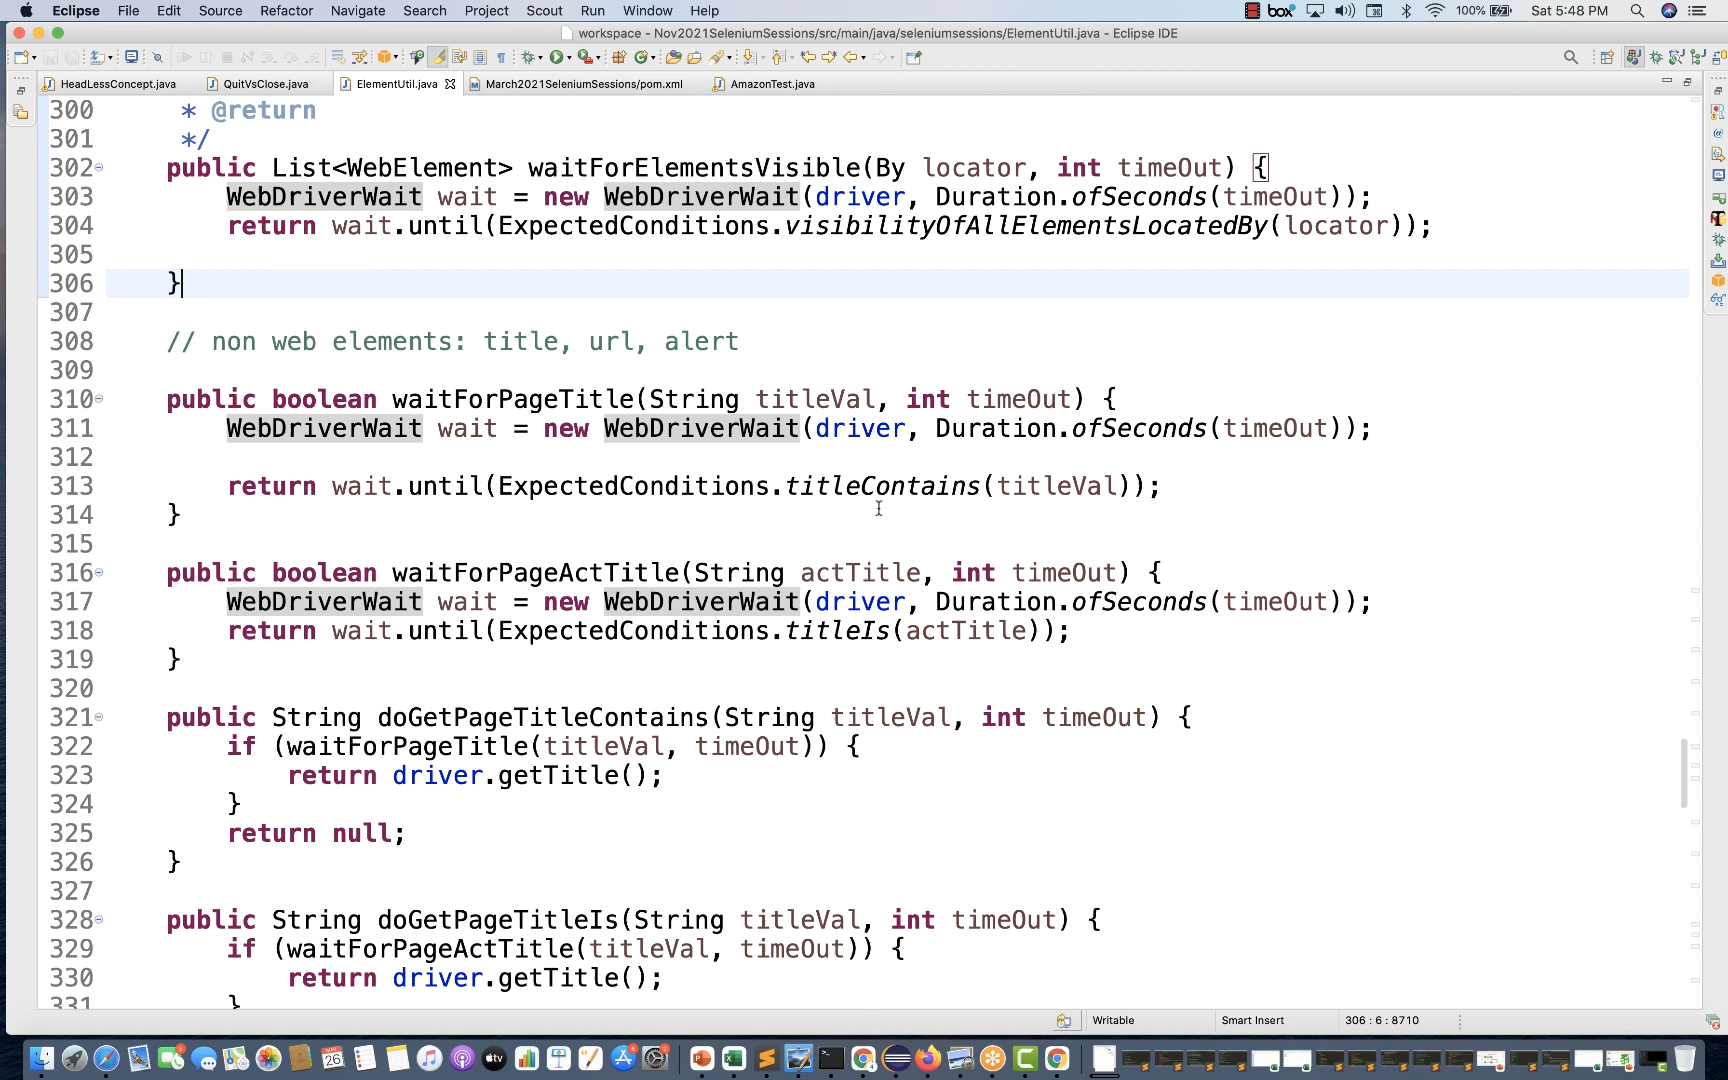 Eclipse File Edit Source Refactor Navigate Search Project Scout Run Window Help box 100% Sat 5:48 PM
workspace - Nov2021SeleniumSessions/src/main/java/seleniumsessions/ElementUtil.java - Eclipse IDE
HeadLessConcept.java QuitVsClose.java ElementUtil.java March2021SeleniumSessions/pom.xml AmazonTest.java
300 * @return
301 */
302 public List<WebElement> waitForElementsVisible(By locator, int timeOut) {
303 WebDriverWait wait = new WebDriverWait(driver, Duration.ofSeconds(timeOut));
304 return wait.until(ExpectedConditions.visibilityOfAllElementsLocatedBy(locator));
305
306 }
307
308 // non web elements: title, url, alert
309
310 public boolean waitForPageTitle(String titleVal, int timeOut) {
311 WebDriverWait wait = new WebDriverWait(driver, Duration.ofSeconds(timeOut));
312
313 return wait.until(ExpectedConditions.titleContains(titleVal));
314 }
315
316 public boolean waitForPageActTitle(String actTitle, int timeOut) {
317 WebDriverWait wait = new WebDriverWait(driver, Duration.ofSeconds(timeOut));
318 return wait.until(ExpectedConditions.titleIs(actTitle));
319 }
320
321 public String doGetPageTitleContains(String titleVal, int timeOut) {
322 if (waitForPageTitle(titleVal, timeOut)) {
323 return driver.getTitle();
324 }
325 return null;
326 }
327
328 public String doGetPageTitleIs(String titleVal, int timeOut) {
329 if (waitForPageActTitle(titleVal, timeOut)) {
330 return driver.getTitle();
331 }
Writable Smart Insert 306 : 6 : 8710